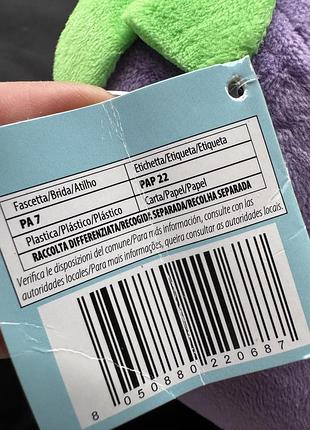 Fascetta/Brida/Atilho
Etichetta/Etiqueta/Etiqueta
PA 7
PAP 22
Plastica/Plástico/Plástico
Carta/Papel/Papel
RACCOLTA DIFFERENZIATA/RECOGIDA SEPARADA/RECOLHA SEPARADA
Verifica le disposizioni del comune/Para más información, consulte con las
autoridades locales/Para mais informações, queira consultar as autoridades locais.
8 050880 220687